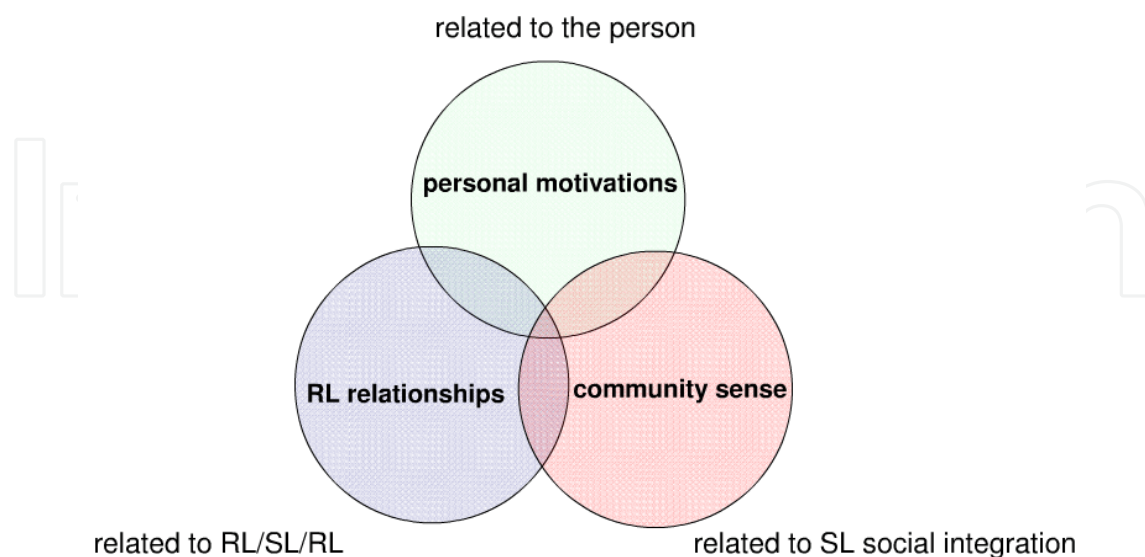 related to the person
personal motivations
RL relationships
community sense
related to RL/SL/RL
related to SL social integration